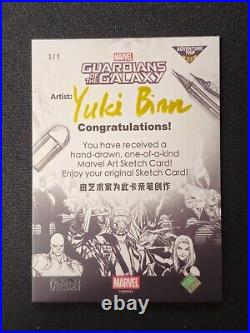 MARVEL
1/1
GUARDIANS
OF THE GALAXY
ADVENTURE TRIP
Artist: Yuki Binn
Congratulations!
You have received a
hand-drawn, one-of-a-kind
Marvel Art Sketch Card!
Enjoy your original Sketch Card!
由艺术家为此卡亲笔创作
MARVEL